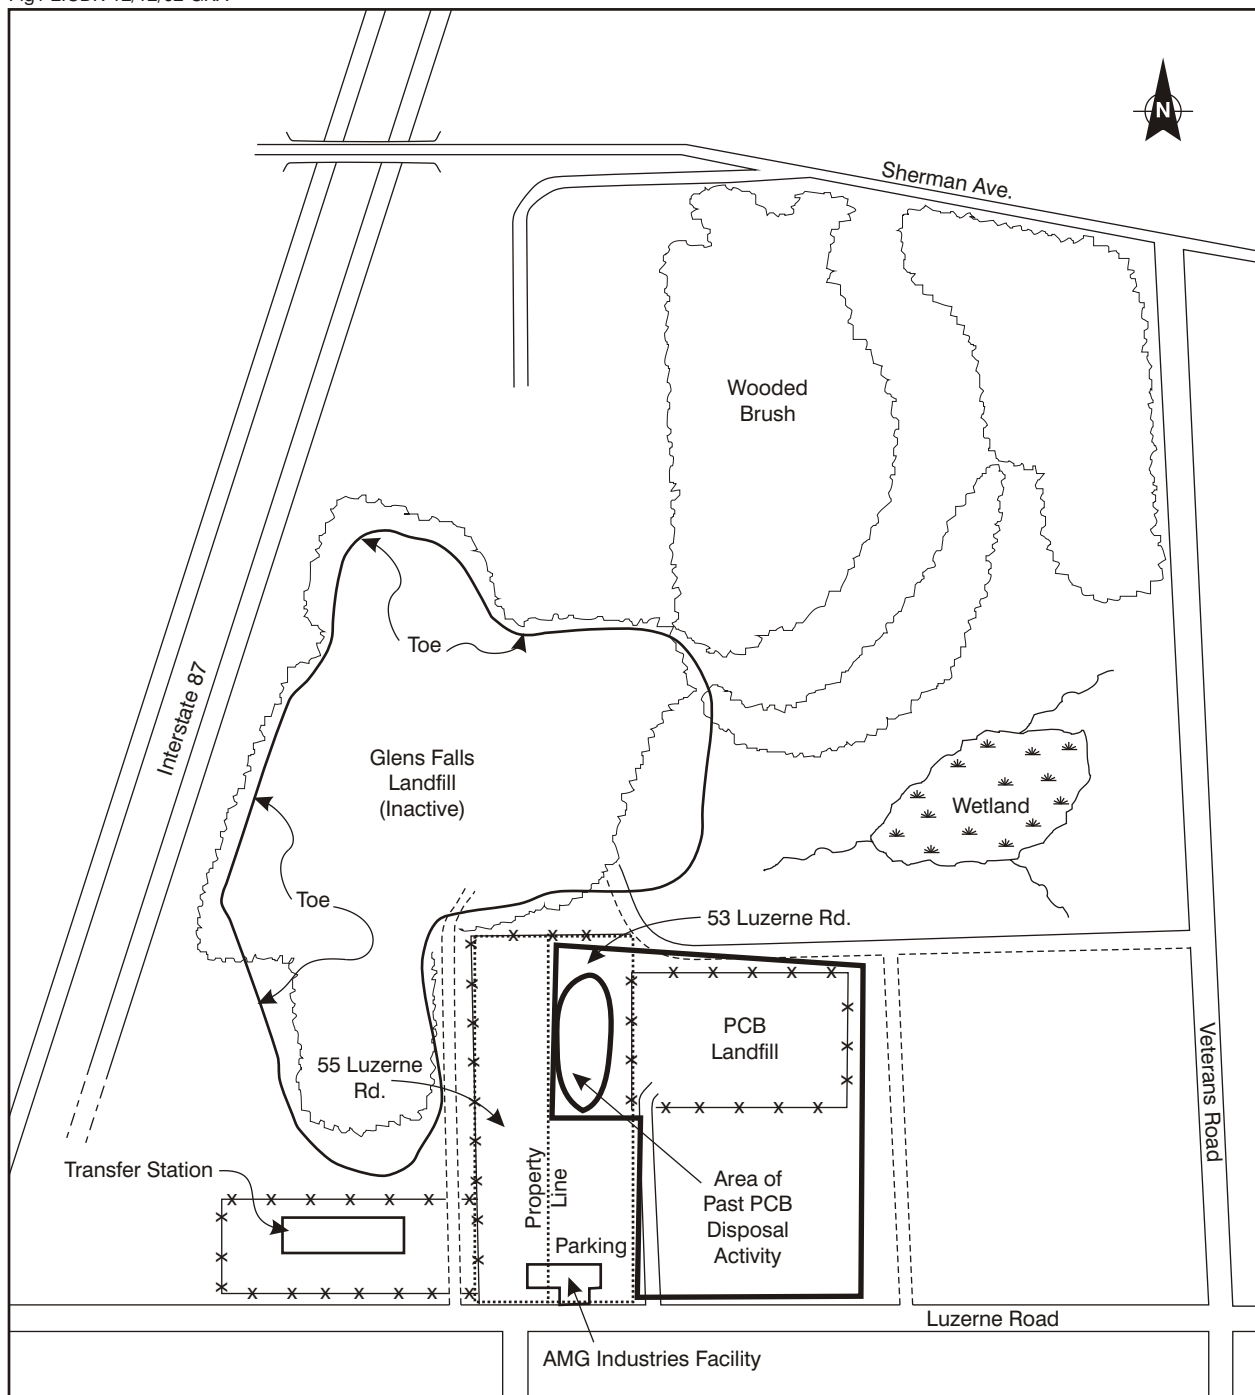 N
Sherman Ave.
Wooded
Brush
Toe
Interstate 87
Glens Falls
Landfill
(Inactive)
Wetland
Toe
53 Luzerne Rd.
PCB
Landfill
55 Luzerne
Rd.
Veterans Road
Transfer Station
Property
Line
Area of
Past PCB
Disposal
Activity
Parking
Luzerne Road
AMG Industries Facility